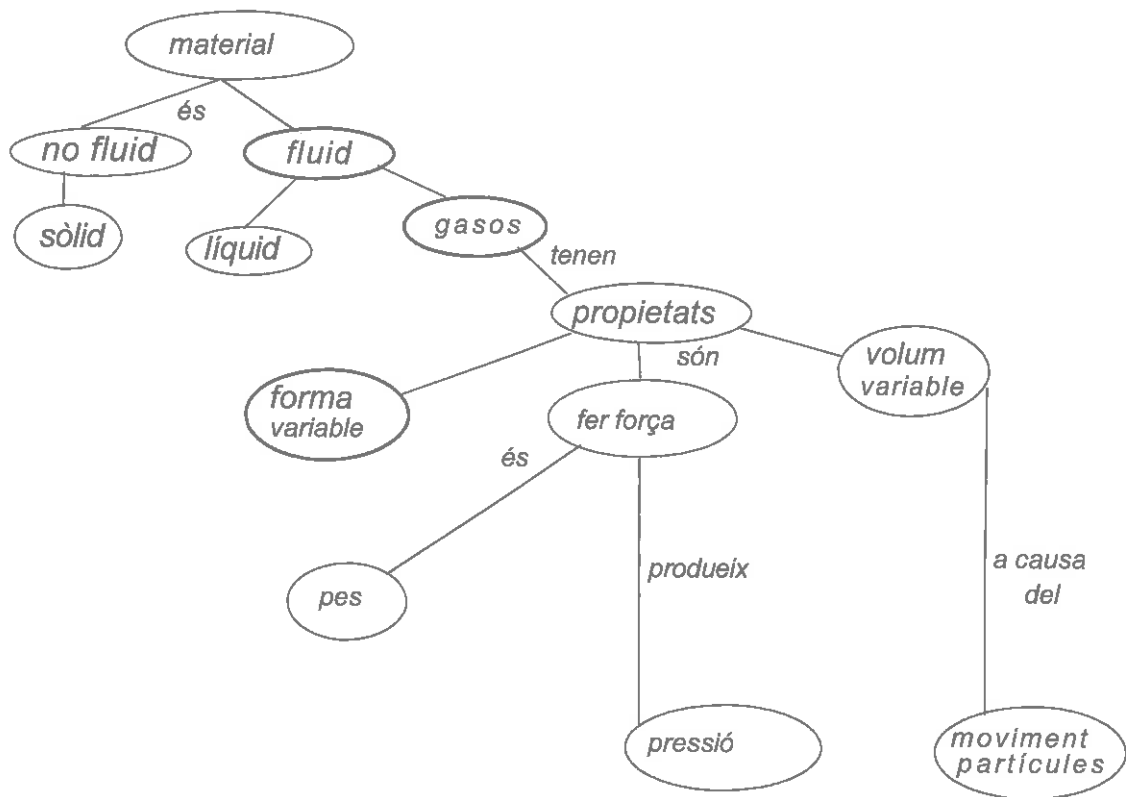 material
és
no fluid
fluid
sòlid
líquid
gasos
tenen
propietats
són
volum
variable
forma
variable
fer força
és
pes
produeix
a causa
del
pressió
moviment
partícules